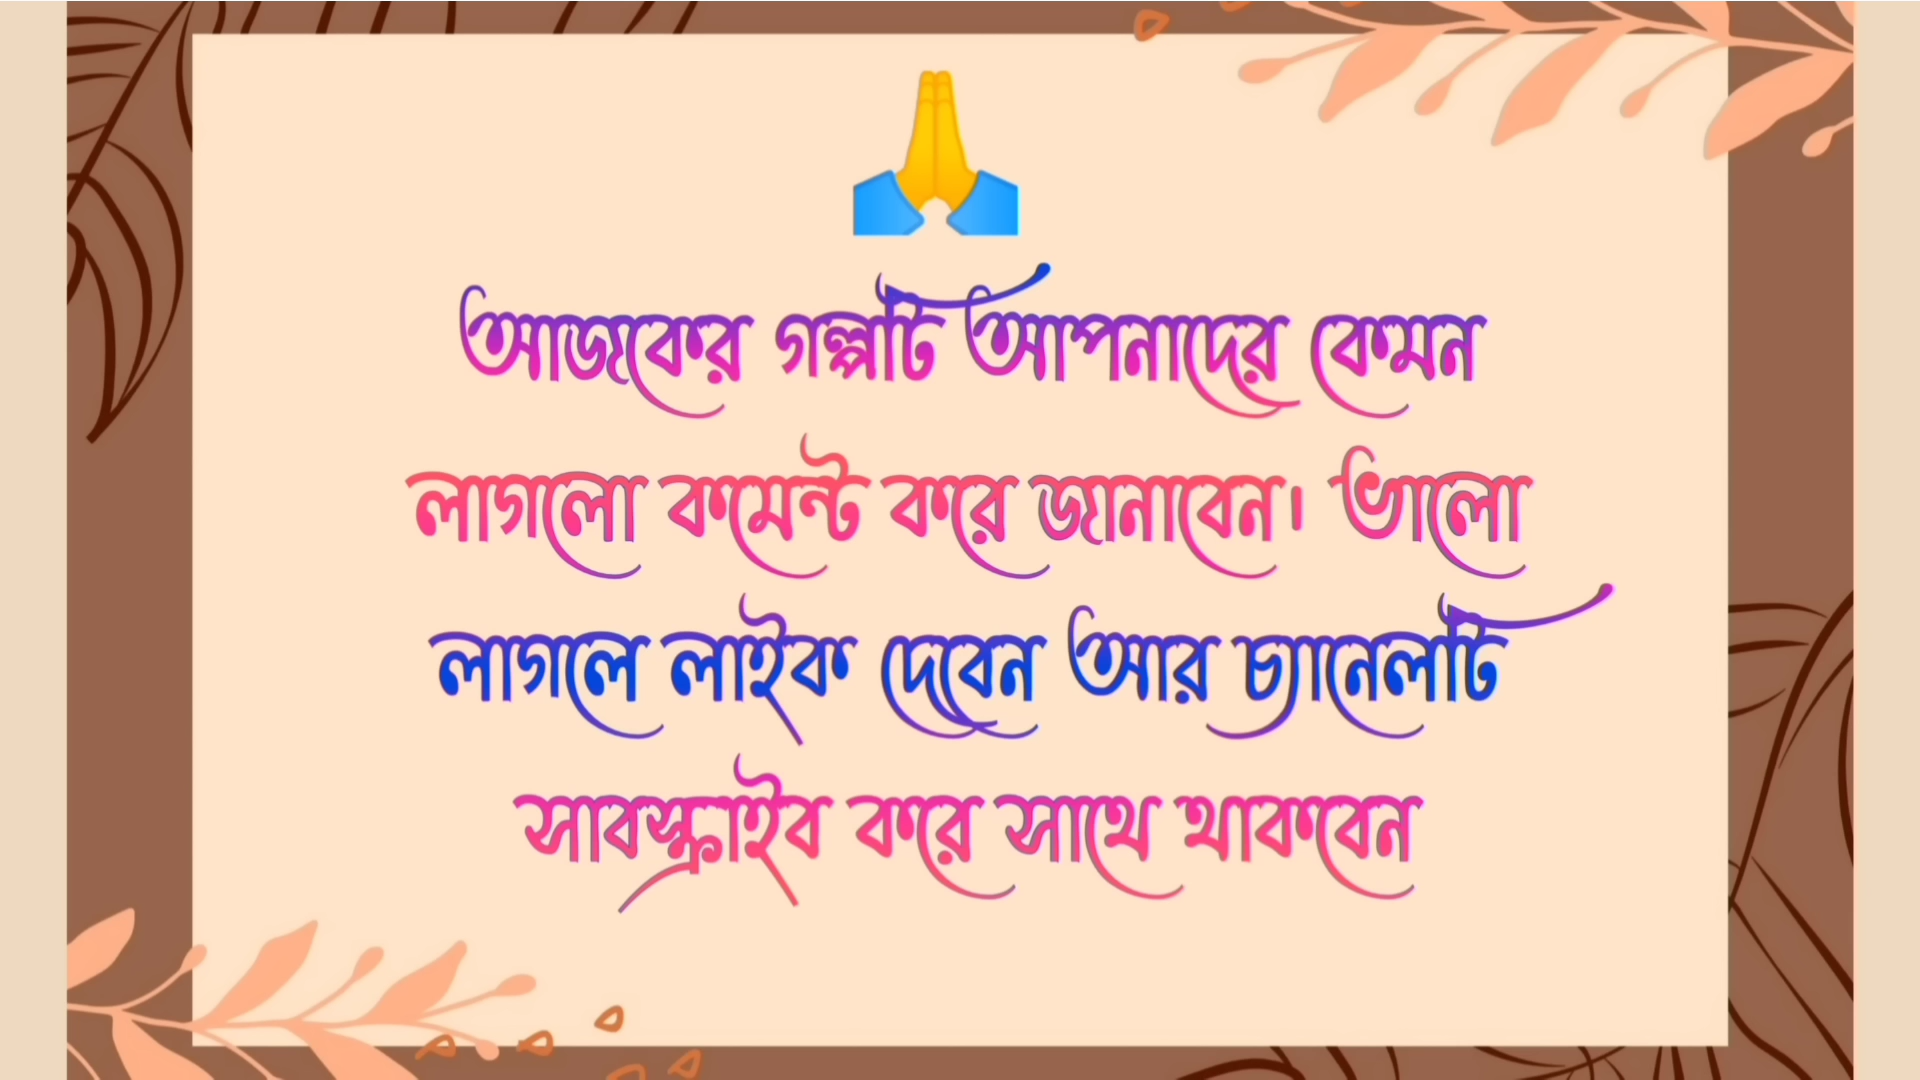 আজকের গল্পটি আপনাদের কেমন
লাগলো কমেন্ট করে জানাবেন। ভালো
লাগলে লাইক দেবেন আর চ্যানেলটি
সাবস্ক্রাইব করে সাথে থাকবেন